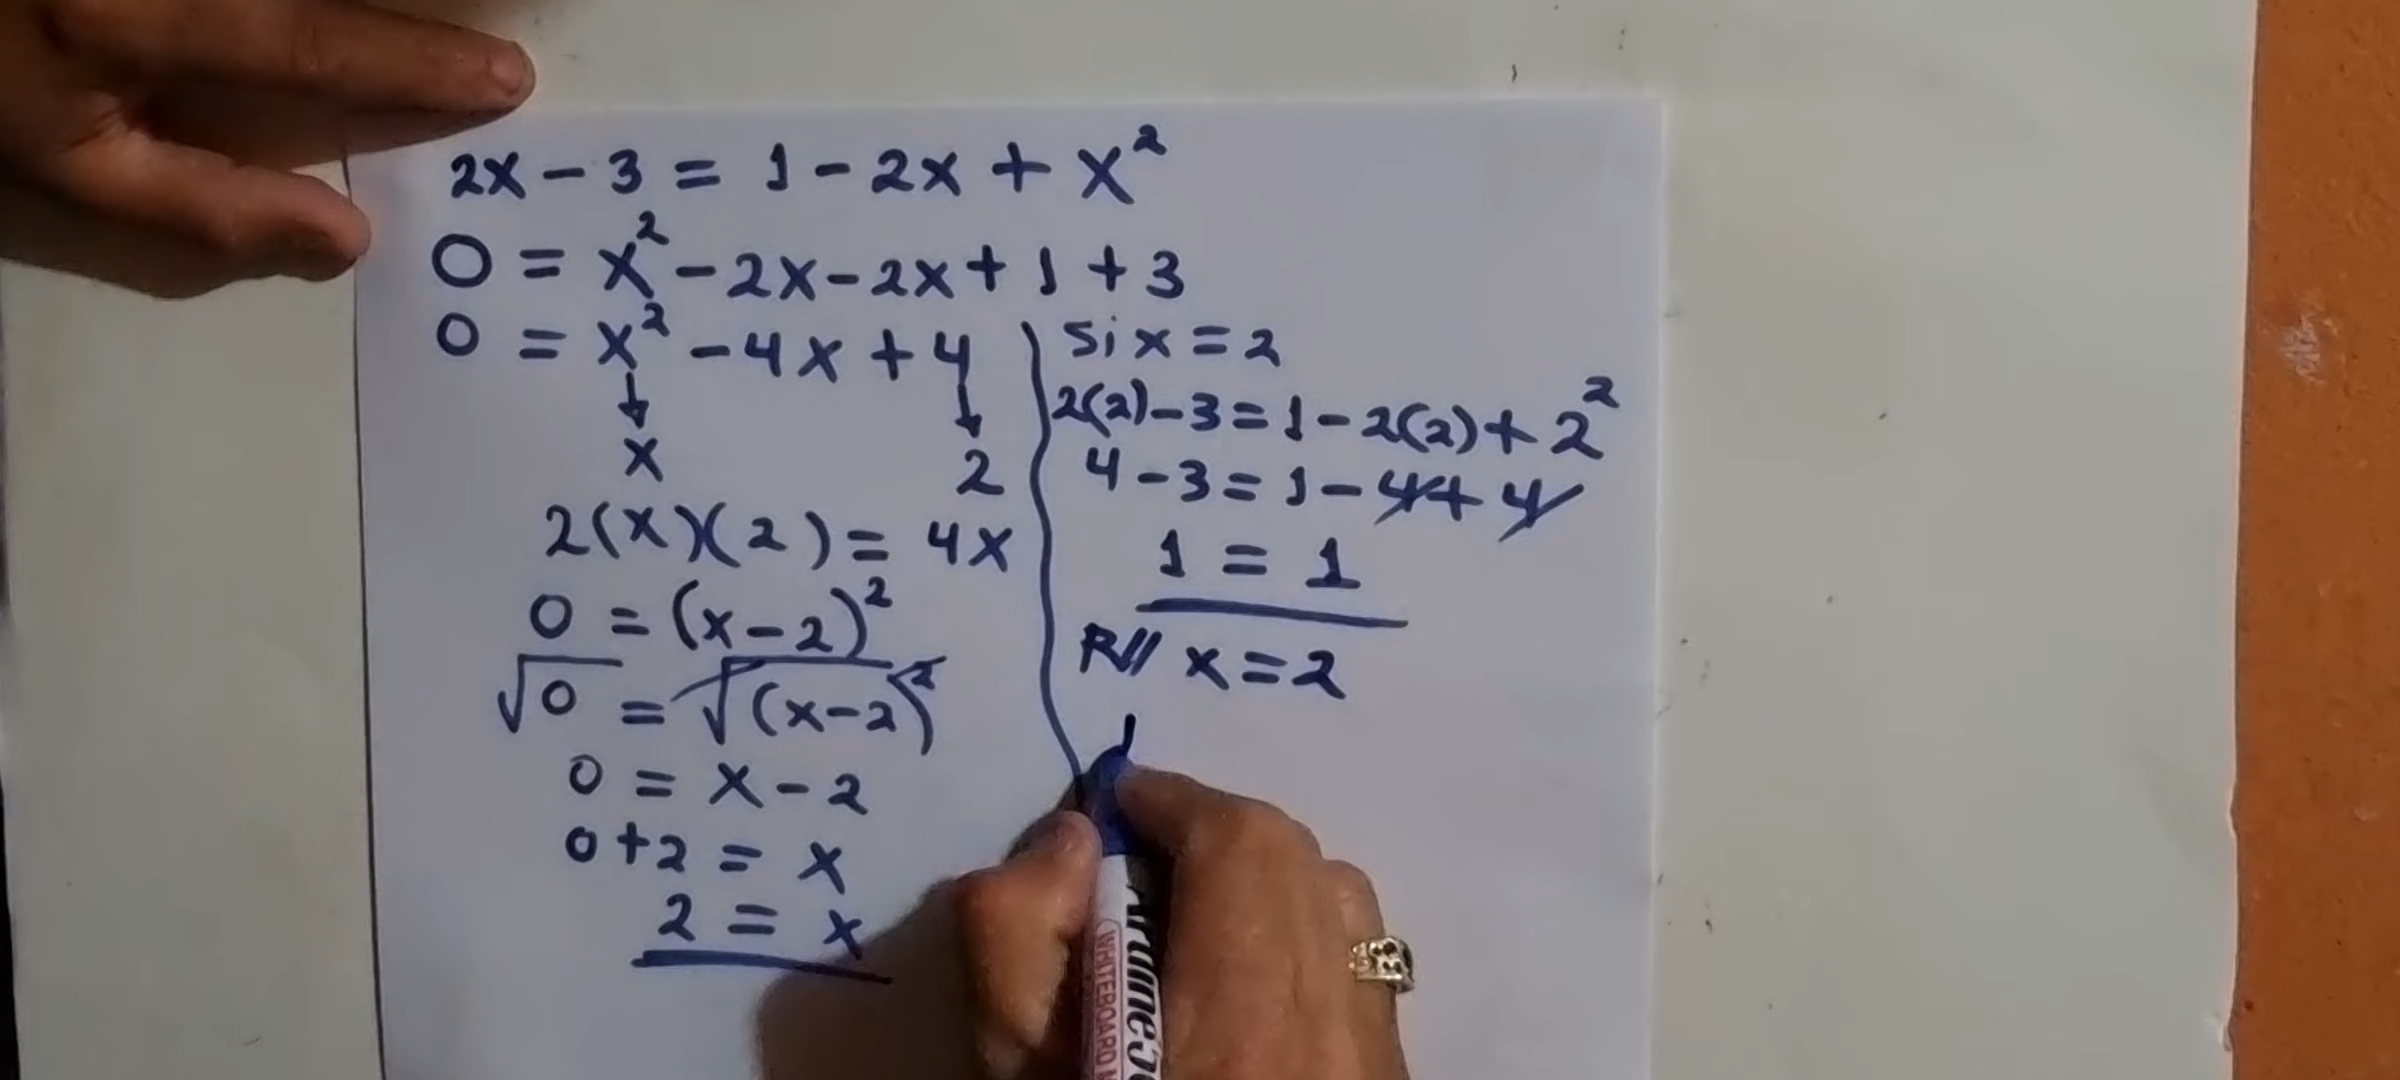 2x - 3 = 1 - 2x + x²
0 = x² - 2x - 2x + 1 + 3
0 = x² - 4x + 4
x 2
2(x)(2) = 4x
0 = (x-2)²
√0 = √(x-2)²
0 = x - 2
0 + 2 = x
2 = x
Si x = 2
2(2) - 3 = 1 - 2(2) + 2²
4 - 3 = 1 - 4 + 4
1 = 1
R// x = 2
WHITEBOARD